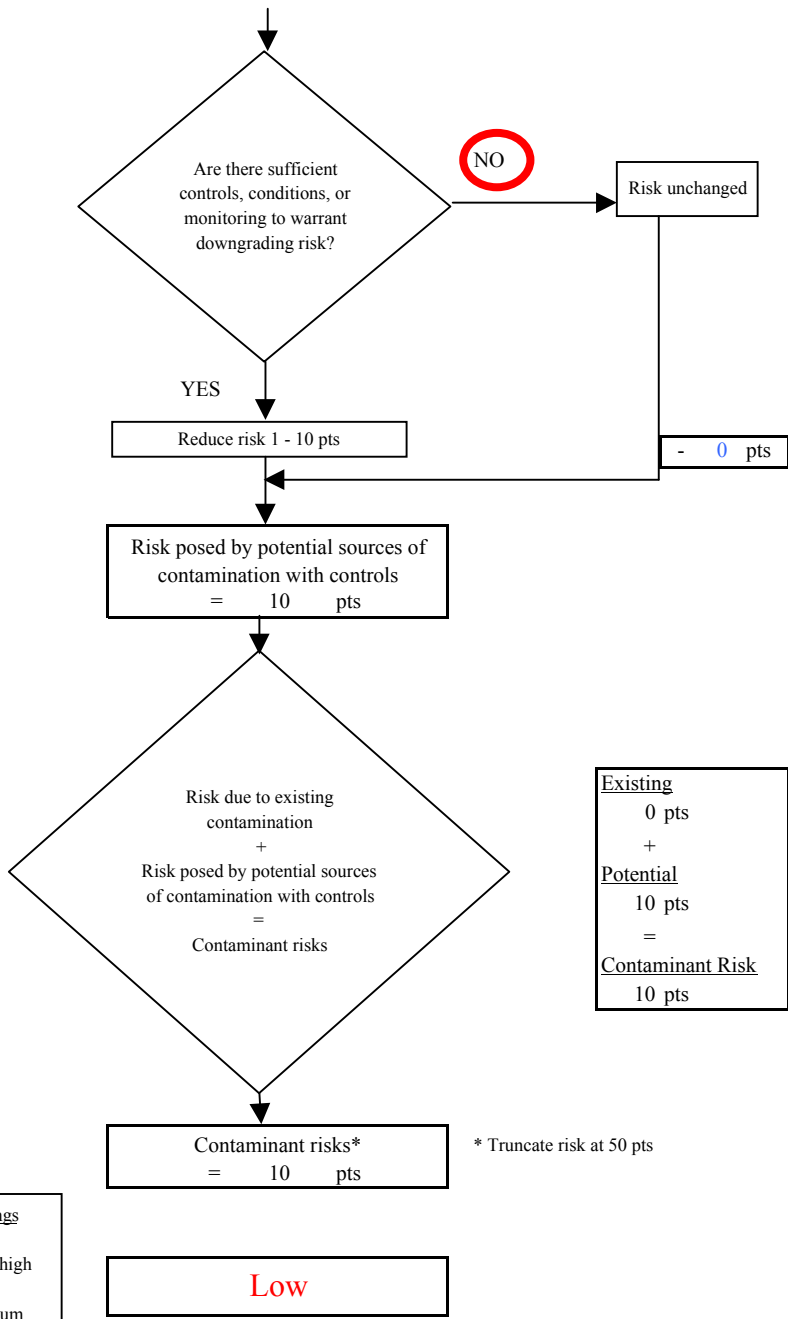 Are there sufficient
controls, conditions, or
monitoring to warrant
downgrading risk?
NO
Risk unchanged
YES
Reduce risk 1 - 10 pts
- 0 pts
Risk posed by potential sources of
contamination with controls
= 10 pts
Risk due to existing
contamination
+
Risk posed by potential sources
of contamination with controls
=
Contaminant risks
Existing
0 pts
+
Potential
10 pts
=
Contaminant Risk
10 pts
Contaminant risks*
= 10 pts
* Truncate risk at 50 pts
high
Low